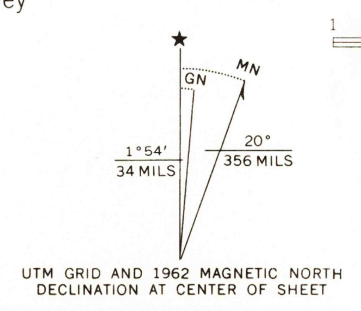 ey
1
MN
GN
1°54′
34 MILS
20°
356 MILS
UTM GRID AND 1962 MAGNETIC NORTH
DECLINATION AT CENTER OF SHEET